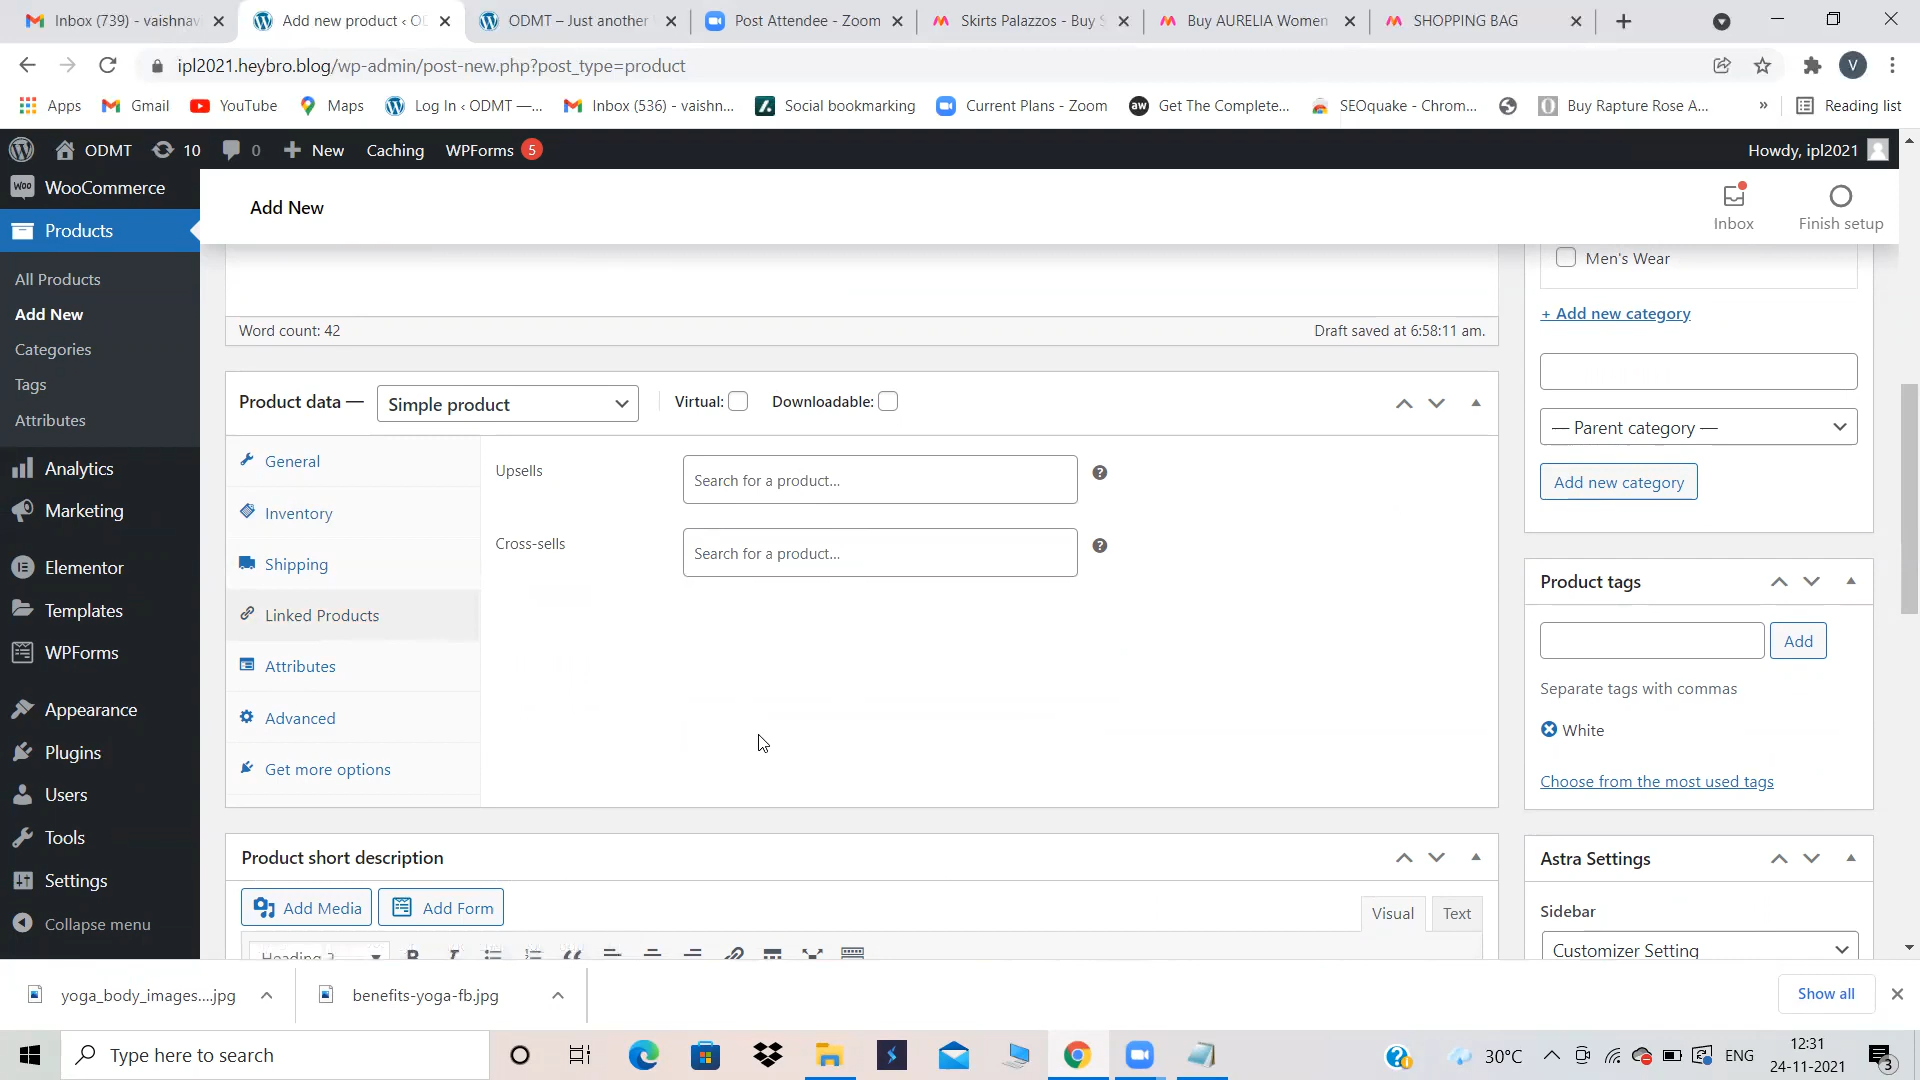 Inbox (739) - vaishnav
Add new product ‹ OD
ODMT – Just another
Post Attendee - Zoom
Skirts Palazzos - Buy S
Buy AURELIA Women
SHOPPING BAG
ipl2021.heybro.blog/wp-admin/post-new.php?post_type=product
V
Apps
Gmail
YouTube
Maps
Log In ‹ ODMT —...
Inbox (536) - vaishn...
Social bookmarking
Current Plans - Zoom
aw
Get The Complete...
SEOquake - Chrom...
Buy Rapture Rose A...
»
Reading list
ODMT
10
0
New
Caching
WPForms 5
Howdy, ipl2021
WooCommerce
Products
All Products
Add New
Categories
Tags
Attributes
Analytics
Marketing
Elementor
Templates
WPForms
Appearance
Plugins
Users
Tools
Settings
Collapse menu
Add New
Inbox
Finish setup
Word count: 42
Draft saved at 6:58:11 am.
Product data —
Simple product
Virtual:
Downloadable:
General
Inventory
Shipping
Linked Products
Attributes
Advanced
Get more options
Upsells
Search for a product...
Cross-sells
Search for a product...
Product short description
Add Media
Add Form
Visual
Text
Men's Wear
+ Add new category
— Parent category —
Add new category
Product tags
Add
Separate tags with commas
White
Choose from the most used tags
Astra Settings
Sidebar
Customizer Setting
yoga_body_images....jpg
benefits-yoga-fb.jpg
Show all
Type here to search
30°C
ENG
12:31
24-11-2021
3